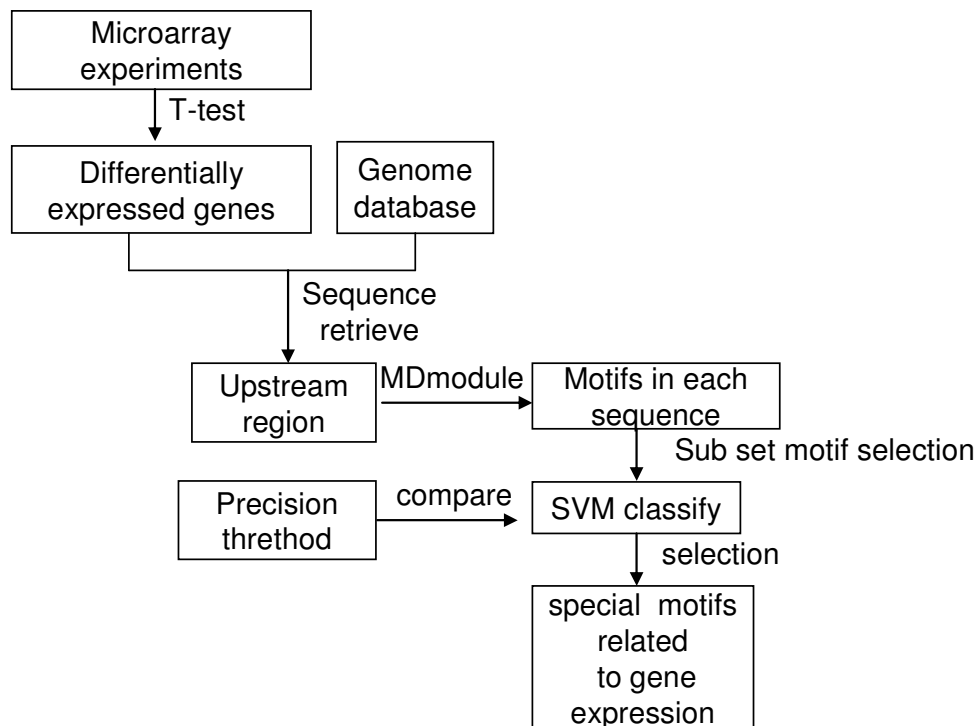 Microarray
experiments
T-test
Differentially
expressed genes
Genome
database
Sequence
retrieve
Upstream
region
MDmodule
Motifs in each
sequence
Sub set motif selection
Precision
threthod
compare
SVM classify
selection
special motifs
related
to gene
expression